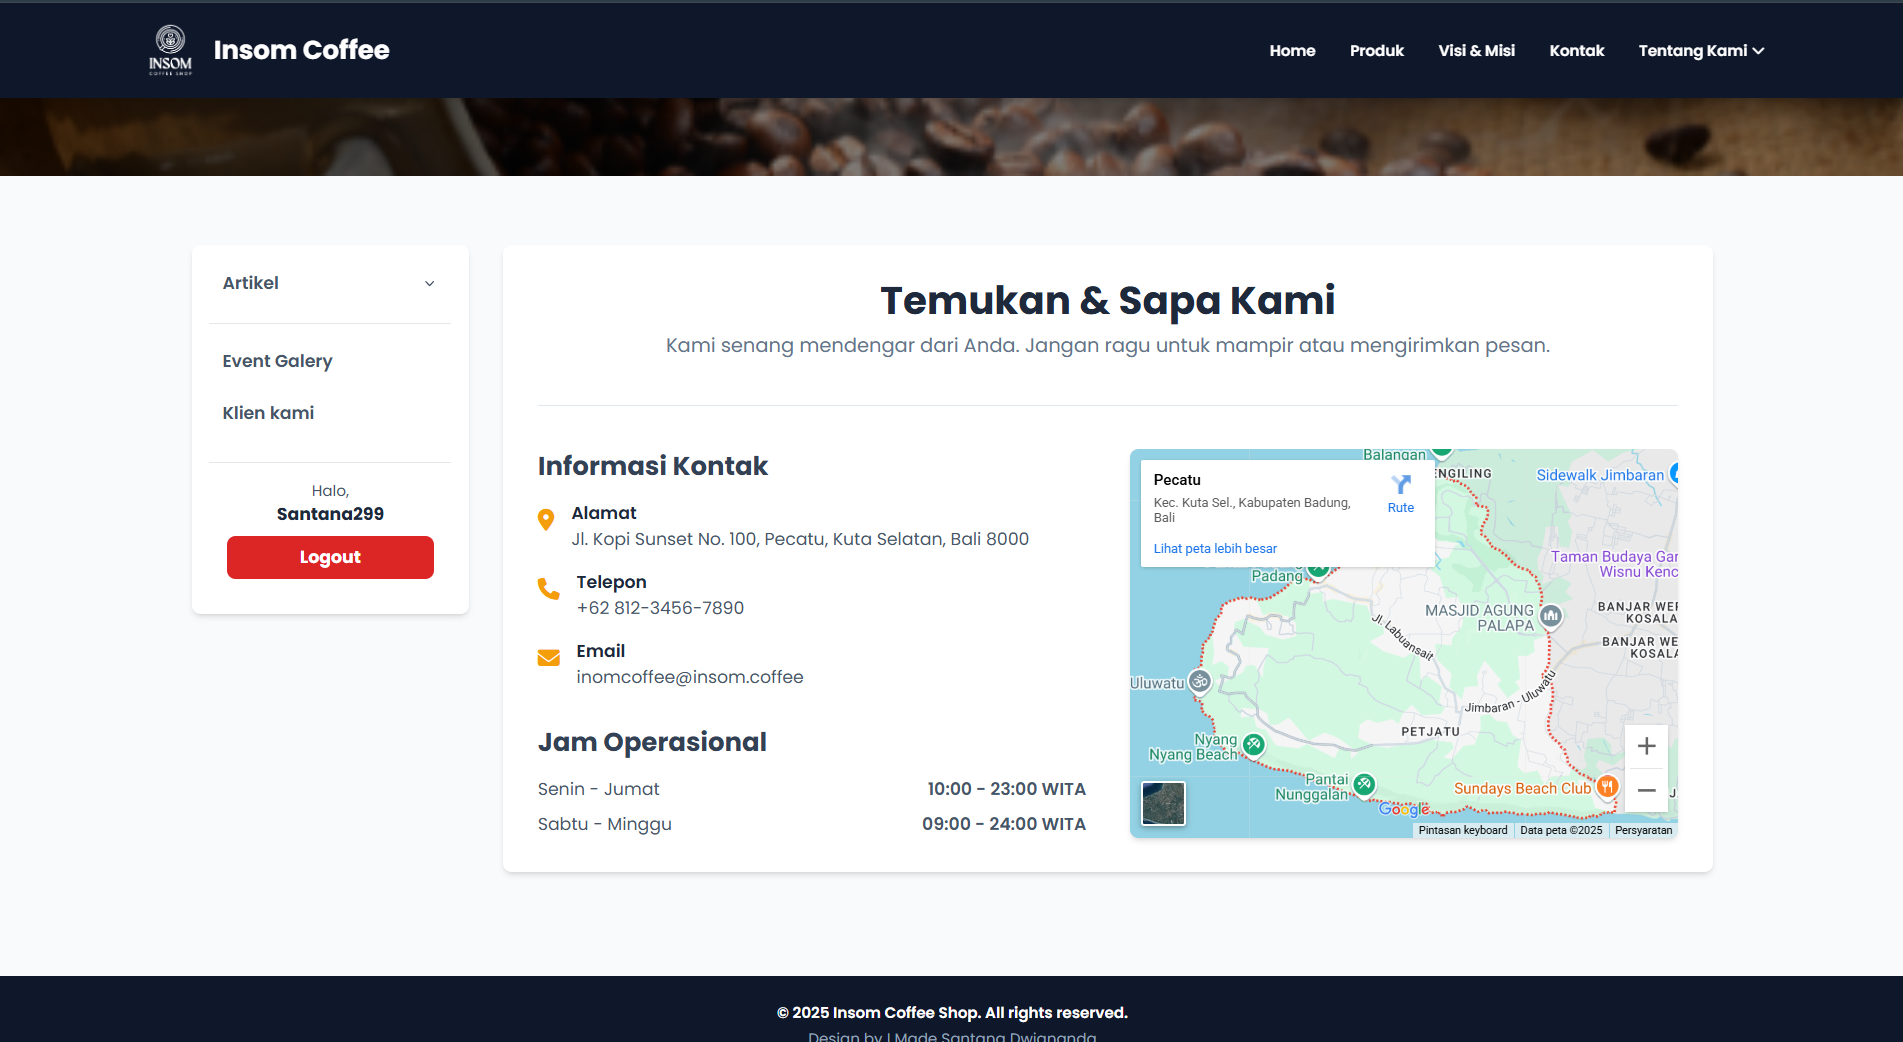 INSOM
COFFEE SHOP
Insom Coffee
Home
Produk
Visi & Misi
Kontak
Tentang Kami
Artikel
Event Galery
Klien kami
Halo,
Santana299
Logout
Temukan & Sapa Kami
Kami senang mendengar dari Anda. Jangan ragu untuk mampir atau mengirimkan pesan.
Informasi Kontak
Alamat
Jl. Kopi Sunset No. 100, Pecatu, Kuta Selatan, Bali 8000
Telepon
+62 812-3456-7890
Email
inomcoffee@insom.coffee
Jam Operasional
Senin - Jumat
10:00 - 23:00 WITA
Sabtu - Minggu
09:00 - 24:00 WITA
Pecatu
Kec. Kuta Sel., Kabupaten Badung,
Bali
Rute
Lihat peta lebih besar
Balangan
ENGILING
Sidewalk Jimbaran
Padang
Taman Budaya Gar
Wisnu Kenc
MASJID AGUNG
PALAPA
BANJAR WER
KOSALA
BANJAR WE
KOSALA
Jl. Labuansait
Uluwatu
Jimbaran - Uluwatu
PETJATU
Nyang
Nyang Beach
Pantai
Nunggalan
Sundays Beach Club
J.
Google
Pintasan keyboard
Data peta ©2025
Persyaratan
© 2025 Insom Coffee Shop. All rights reserved.
Design by I Made Santana Dwiananda